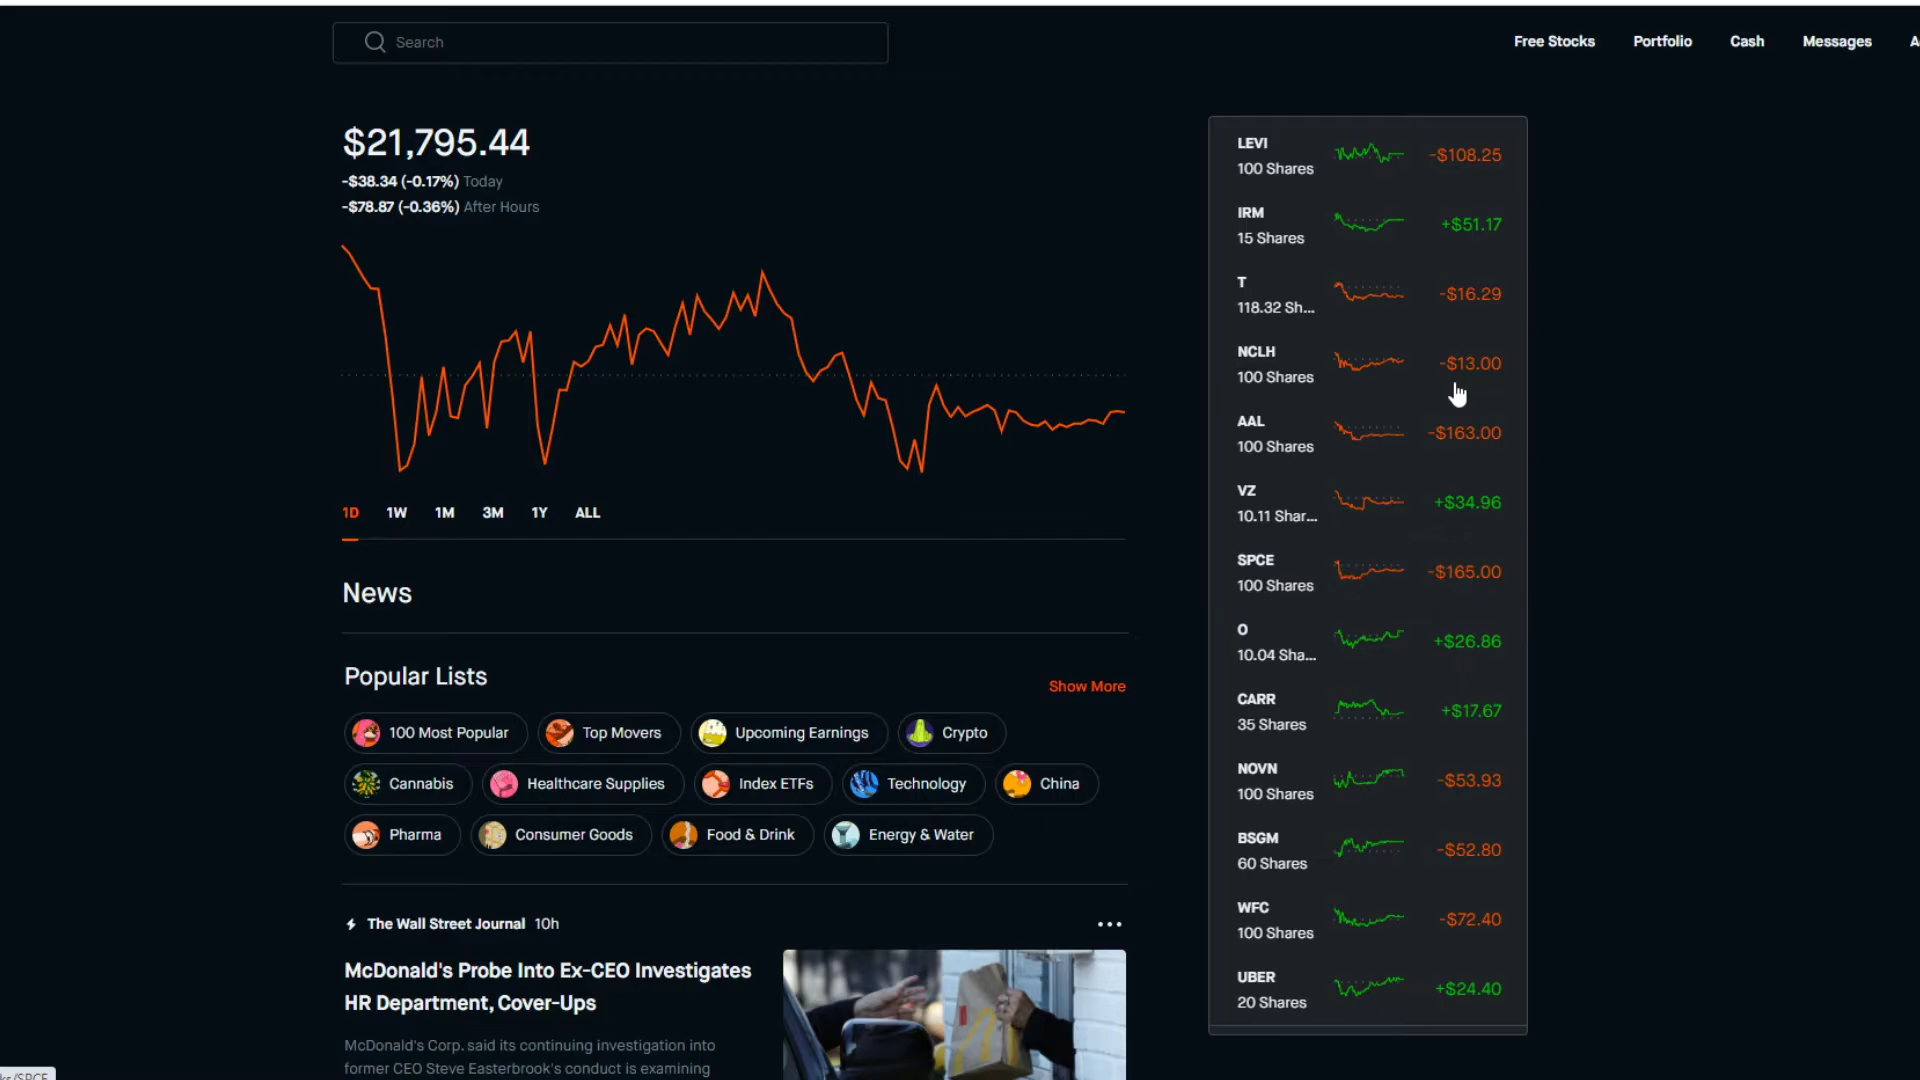 Search
Free Stocks
Portfolio
Cash
Messages
$21,795.44
-$38.34 (-0.17%) Today
-$78.87 (-0.36%) After Hours
1D 1W 1M 3M 1Y ALL
News
Popular Lists
Show More
100 Most Popular
Top Movers
Upcoming Earnings
Crypto
Cannabis
Healthcare Supplies
Index ETFs
Technology
China
Pharma
Consumer Goods
Food & Drink
Energy & Water
The Wall Street Journal 10h
McDonald's Probe Into Ex-CEO Investigates
HR Department, Cover-Ups
McDonald's Corp. said its continuing investigation into
former CEO Steve Easterbrook's conduct is examining
LEVI
100 Shares
-$108.25
IRM
15 Shares
+$51.17
T
118.32 Sh...
-$16.29
NCLH
100 Shares
-$13.00
AAL
100 Shares
-$163.00
VZ
10.11 Shar...
+$34.96
SPCE
100 Shares
-$165.00
O
10.04 Sha...
+$26.86
CARR
35 Shares
+$17.67
NOVN
100 Shares
-$53.93
BSGM
60 Shares
-$52.80
WFC
100 Shares
-$72.40
UBER
20 Shares
+$24.40